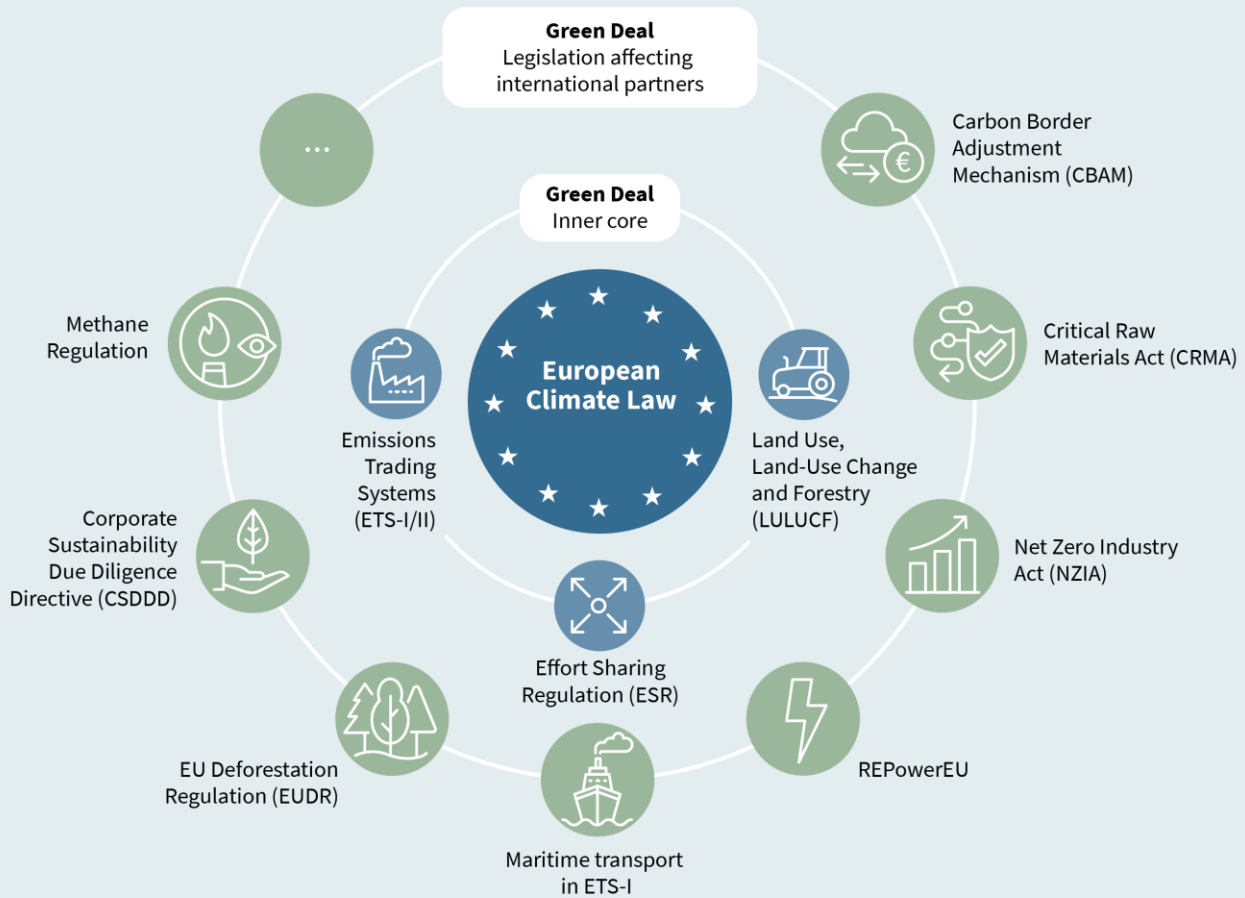 Green Deal
Legislation affecting
international partners
...
Carbon Border
Adjustment
Mechanism (CBAM)
Green Deal
Inner core
Methane
Regulation
European
Climate Law
Critical Raw
Materials Act (CRMA)
Emissions
Trading
Systems
(ETS-I/II)
Land Use,
Land-Use Change
and Forestry
(LULUCF)
Corporate
Sustainability
Due Diligence
Directive (CSDDD)
Net Zero Industry
Act (NZIA)
Effort Sharing
Regulation (ESR)
EU Deforestation
Regulation (EUDR)
REPowerEU
Maritime transport
in ETS-I